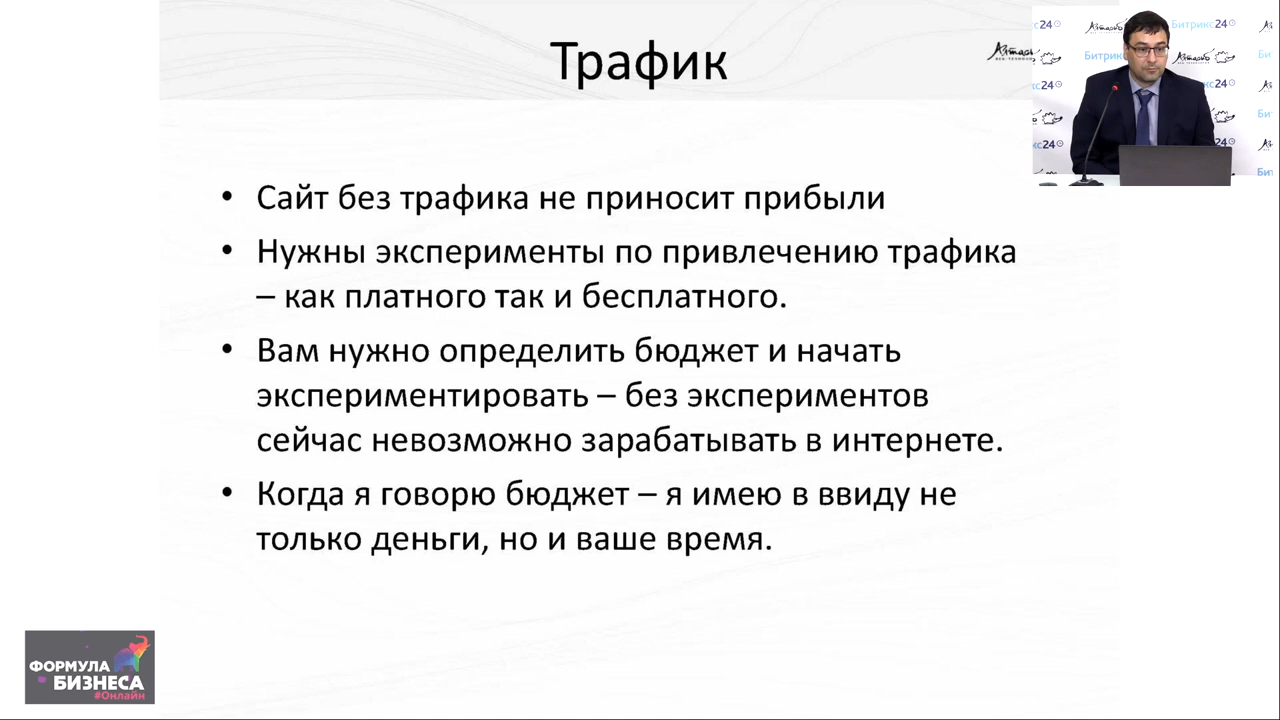 Трафик
• Сайт без трафика не приносит прибыли
• Нужны эксперименты по привлечению трафика
– как платного так и бесплатного.
• Вам нужно определить бюджет и начать
экспериментировать – без экспериментов
сейчас невозможно зарабатывать в интернете.
• Когда я говорю бюджет – я имею в ввиду не
только деньги, но и ваше время.
Битрикс24
Битрикс
ФОРМУЛА
БИЗНЕСА
#Онлайн